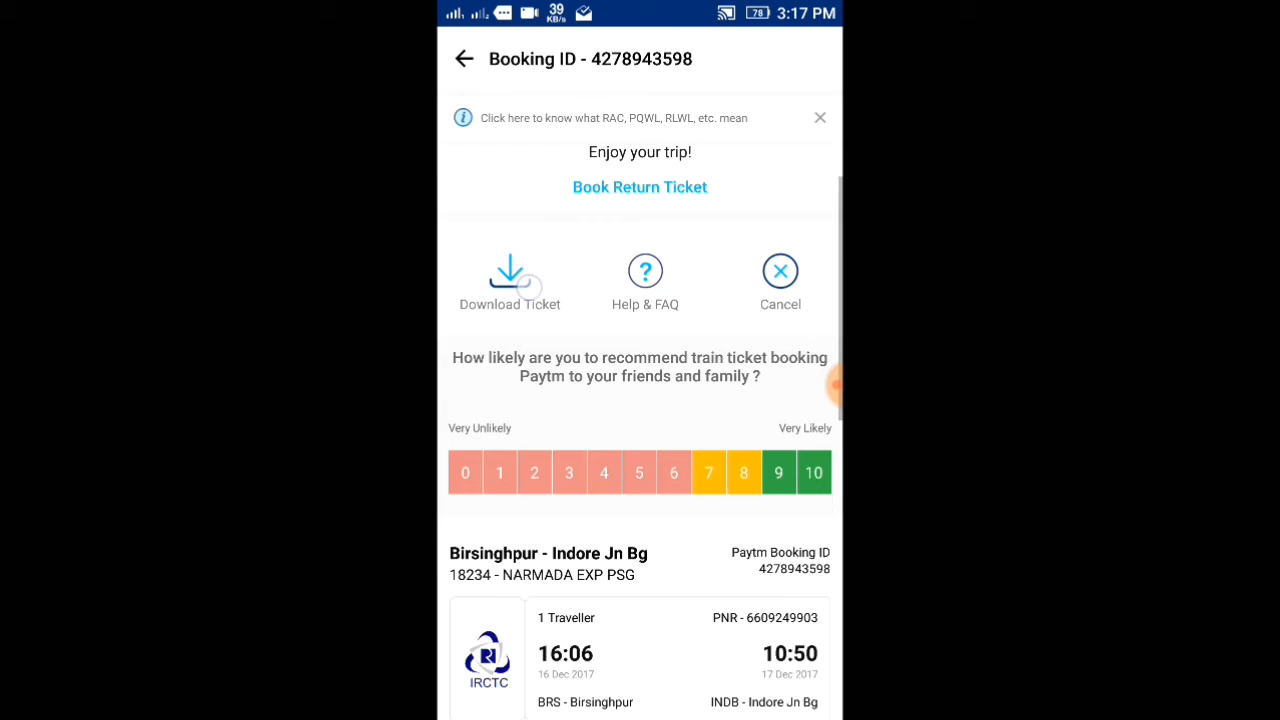 39
KB/s
78
3:17 PM
Booking ID - 4278943598
Click here to know what RAC, PQWL, RLWL, etc. mean
Enjoy your trip!
Book Return Ticket
Download Ticket
Help & FAQ
Cancel
How likely are you to recommend train ticket booking
Paytm to your friends and family ?
Very Unlikely
Very Likely
0 1 2 3 4 5 6 7 8 9 10
Birsinghpur - Indore Jn Bg
Paytm Booking ID
18234 - NARMADA EXP PSG
4278943598
1 Traveller
PNR - 6609249903
16:06
10:50
16 Dec 2017
17 Dec 2017
IRCTC
BRS - Birsinghpur
INDB - Indore Jn Bg